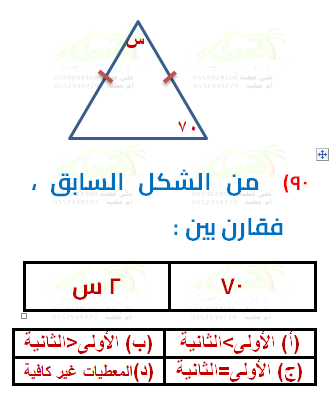 س
٧٠
٩٠) من الشكل السابق ،
فقارن بين :
٧٠ ٢ س
(أ) الأولى<الثانية (ب) الأولى>الثانية
(ج) الأولى=الثانية (د)المعطيات غير كافية